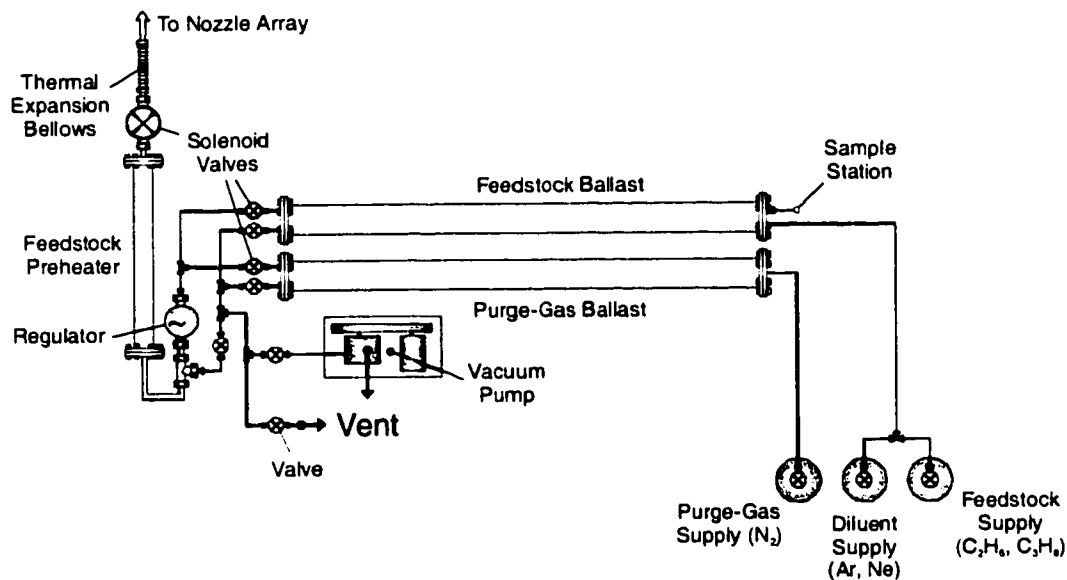 To Nozzle Array
Thermal
Expansion
Bellows
Solenoid
Valves
Sample
Station
Feedstock Ballast
Feedstock
Preheater
Purge-Gas Ballast
Regulator
Vacuum
Pump
Vent
Valve
Purge-Gas
Supply (N₂)
Diluent
Supply
(Ar, Ne)
Feedstock
Supply
(C₂H₆, C₃H₈)